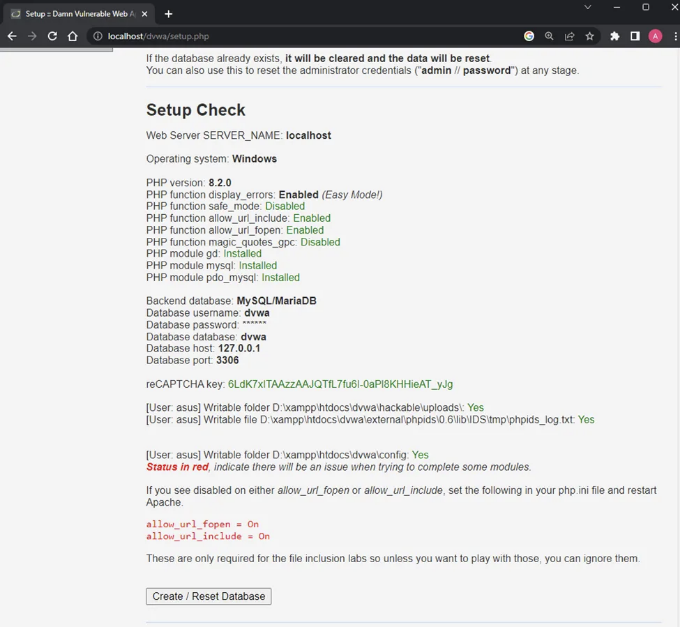 Setup :: Damn Vulnerable Web A
localhost/dvwa/setup.php
A
If the database already exists, it will be cleared and the data will be reset.
You can also use this to reset the administrator credentials ("admin // password") at any stage.
Setup Check
Web Server SERVER_NAME: localhost
Operating system: Windows
PHP version: 8.2.0
PHP function display_errors: Enabled (Easy Mode!)
PHP function safe_mode: Disabled
PHP function allow_url_include: Enabled
PHP function allow_url_fopen: Enabled
PHP function magic_quotes_gpc: Disabled
PHP module gd: Installed
PHP module mysql: Installed
PHP module pdo_mysql: Installed
Backend database: MySQL/MariaDB
Database username: dvwa
Database password: ******
Database database: dvwa
Database host: 127.0.0.1
Database port: 3306
reCAPTCHA key:
[User: asus] Writable folder D:\xampp\htdocs\dvwa\hackable\uploads\: Yes
[User: asus] Writable file D:\xampp\htdocs\dvwa\external\phpids\0.6\lib\IDS\tmp\phpids_log.txt: Yes
[User: asus] Writable folder D:\xampp\htdocs\dvwa\config: Yes
Status in red, indicate there will be an issue when trying to complete some modules.
If you see disabled on either allow_url_fopen or allow_url_include, set the following in your php.ini file and restart
Apache.
allow_url_fopen = On
allow_url_include = On
These are only required for the file inclusion labs so unless you want to play with those, you can ignore them.
Create / Reset Database